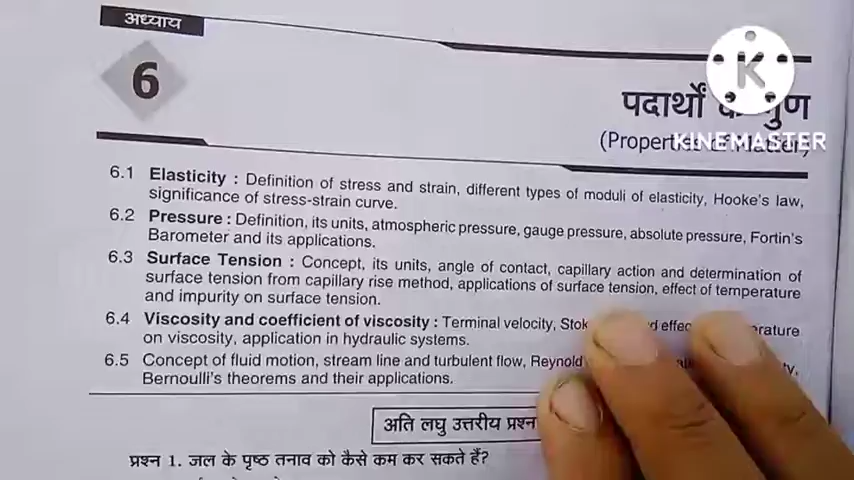 अध्याय
6
पदार्थों के गुण
(Properties of Matter)
KINEMASTER
6.1 Elasticity : Definition of stress and strain, different types of moduli of elasticity, Hooke's law,
significance of stress-strain curve.
6.2 Pressure : Definition, its units, atmospheric pressure, gauge pressure, absolute pressure, Fortin's
Barometer and its applications.
6.3 Surface Tension : Concept, its units, angle of contact, capillary action and determination of
surface tension from capillary rise method, applications of surface tension, effect of temperature
and impurity on surface tension.
6.4 Viscosity and coefficient of viscosity : Terminal velocity,
on viscosity, application in hydraulic systems.
6.5 Concept of fluid motion, stream line and turbulent flow,
Bernoulli's theorems and their applications.
अति लघु उत्तरीय प्रश्न
प्रश्न 1. जल के पृष्ठ तनाव को कैसे कम कर सकते हैं?